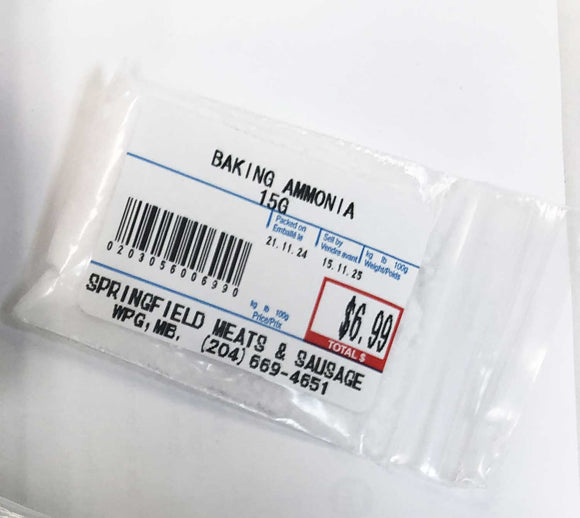 BAKING AMMONIA
15G
Packed on
Emballé le
Sell by
Vendre avant
kg lb 100g
Weight/Poids
21.11.24
15.11.25
0203056006990
kg lb 100g
Price/Prix
$6.99
TOTAL $
SPRINGFIELD MEATS & SAUSAGE
WPG,MB. (204) 669-4651